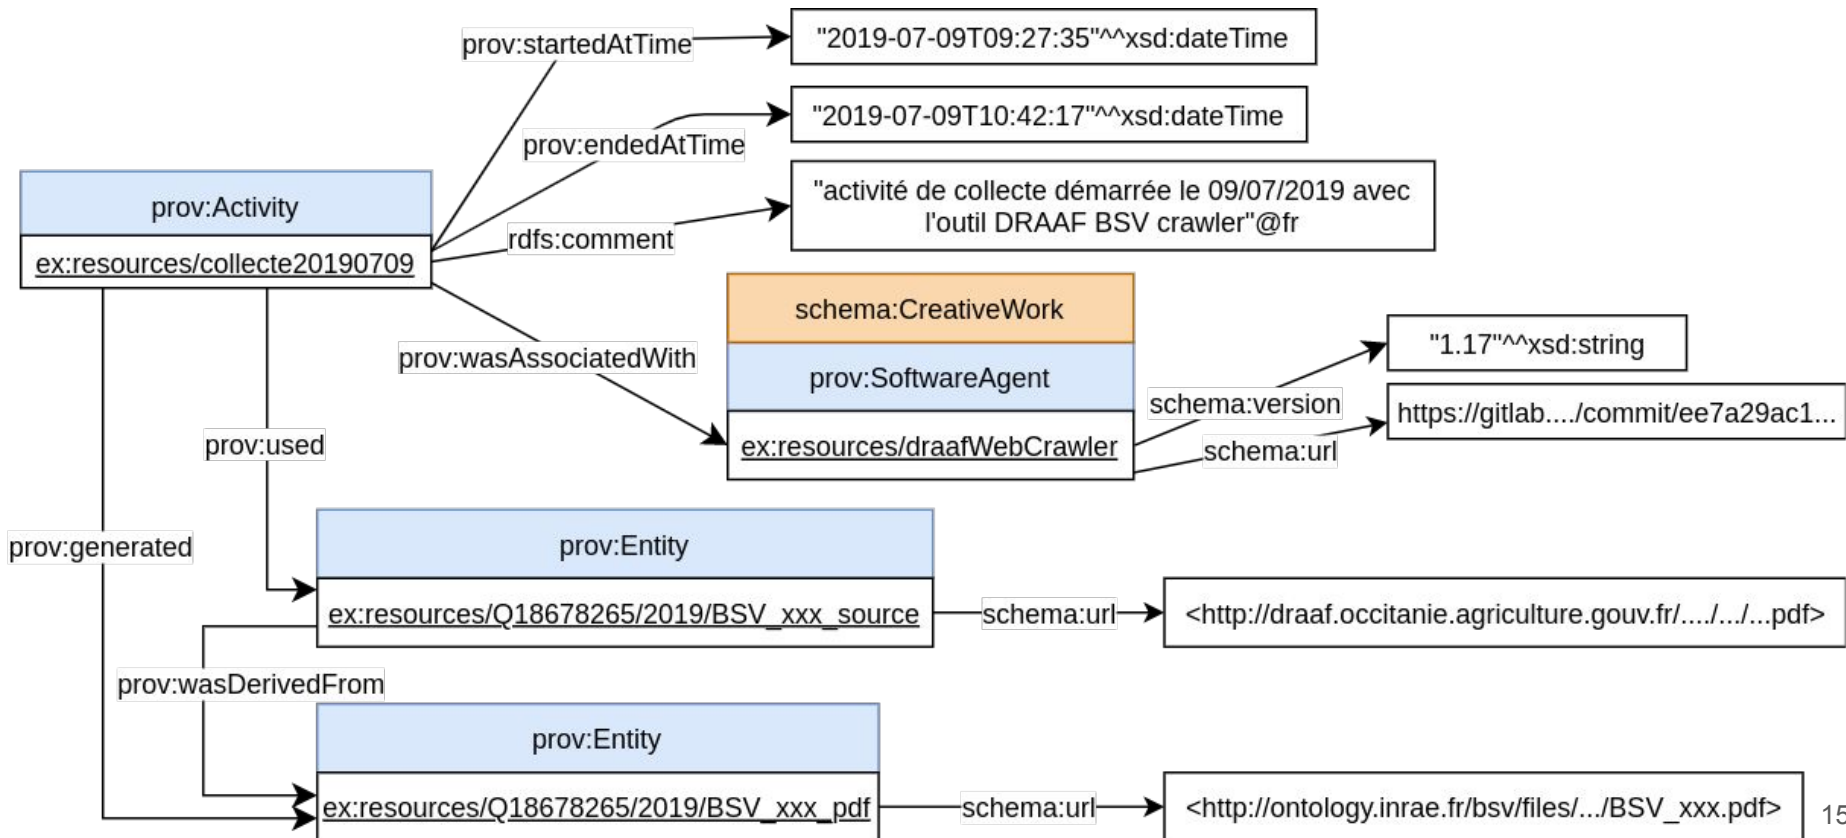 prov:startedAtTime
"2019-07-09T09:27:35"^^xsd:dateTime
"2019-07-09T10:42:17"^^xsd:dateTime
prov:endedAtTime
prov:Activity
"activité de collecte démarrée le 09/07/2019 avec
l'outil DRAAF BSV crawler"@fr
rdfs:comment
ex:resources/collecte20190709
schema:CreativeWork
prov:wasAssociatedWith
"1.17"^^xsd:string
prov:SoftwareAgent
schema:version
https://gitlab..../commit/ee7a29ac1...
prov:used
ex:resources/draafWebCrawler
schema:url
prov:generated
prov:Entity
ex:resources/Q18678265/2019/BSV_xxx_source
schema:url
<http://draaf.occitanie.agriculture.gouv.fr/..../.../...pdf>
prov:wasDerivedFrom
prov:Entity
ex:resources/Q18678265/2019/BSV_xxx_pdf
schema:url
<http://ontology.inrae.fr/bsv/files/.../BSV_xxx.pdf>
15